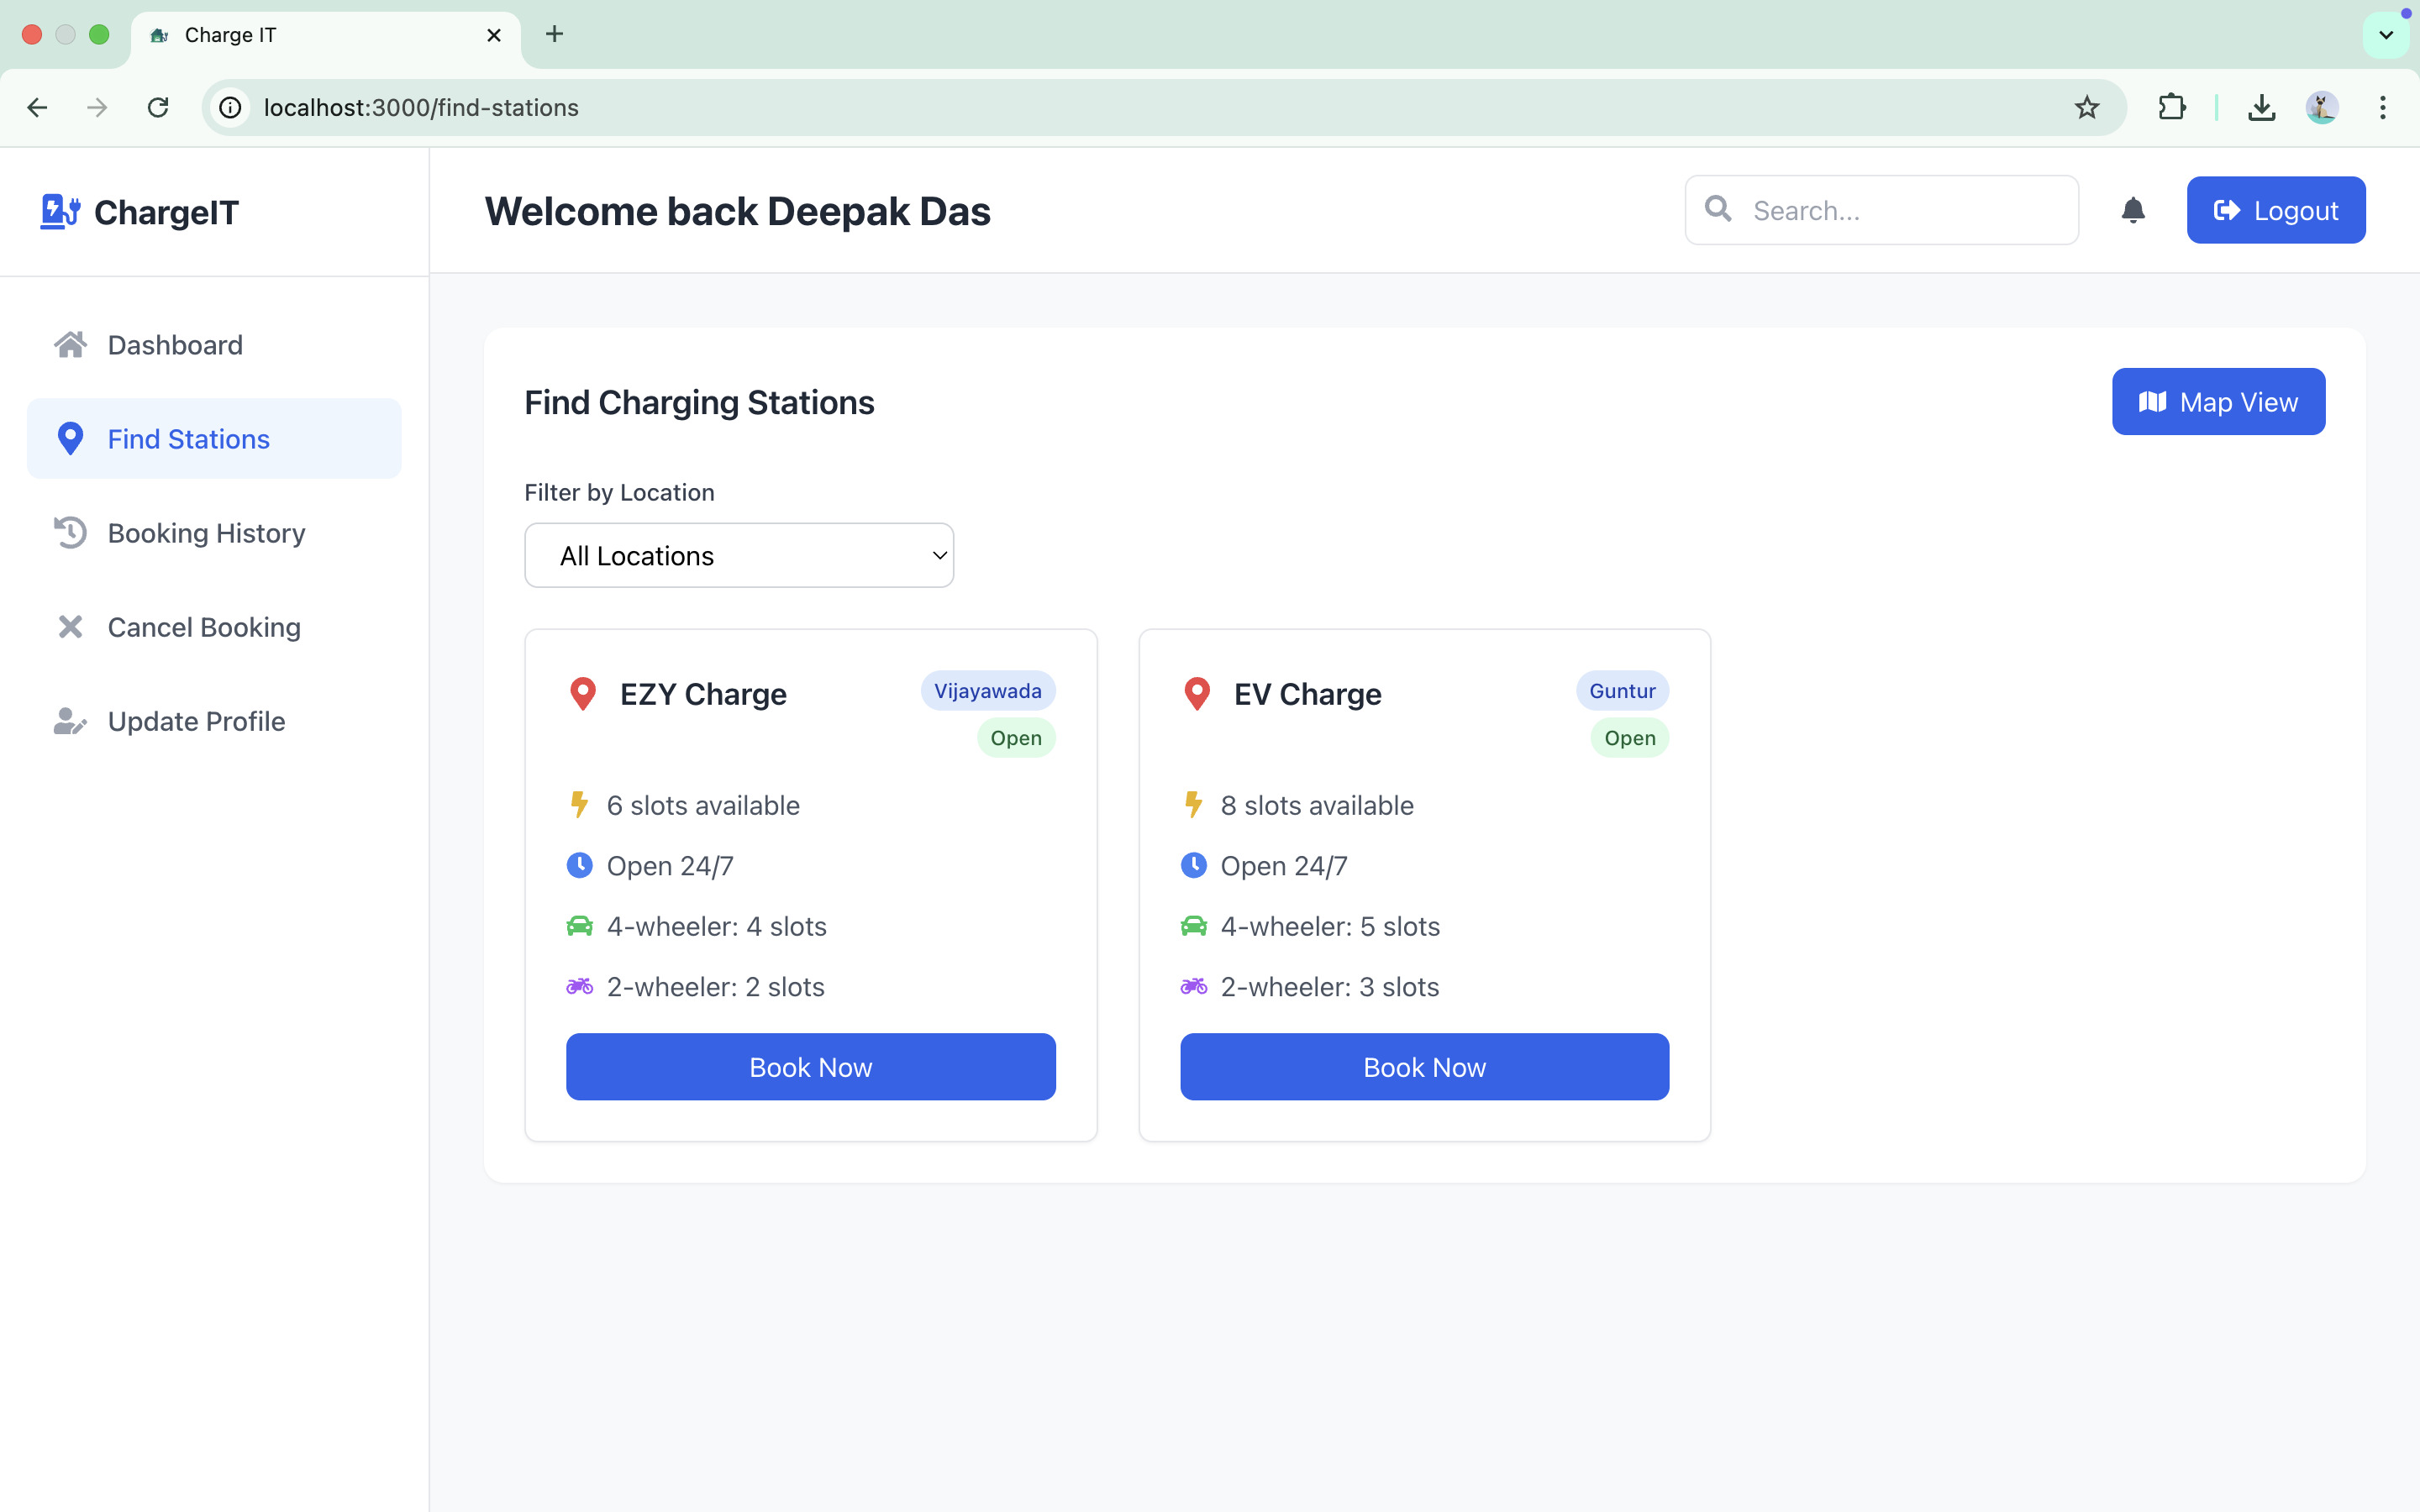 Charge IT
localhost:3000/find-stations
ChargeIT
Welcome back Deepak Das
Search...
Logout
Dashboard
Find Stations
Booking History
Cancel Booking
Update Profile
Find Charging Stations
Map View
Filter by Location
All Locations
EZY Charge
Vijayawada
Open
6 slots available
Open 24/7
4-wheeler: 4 slots
2-wheeler: 2 slots
Book Now
EV Charge
Guntur
Open
8 slots available
Open 24/7
4-wheeler: 5 slots
2-wheeler: 3 slots
Book Now